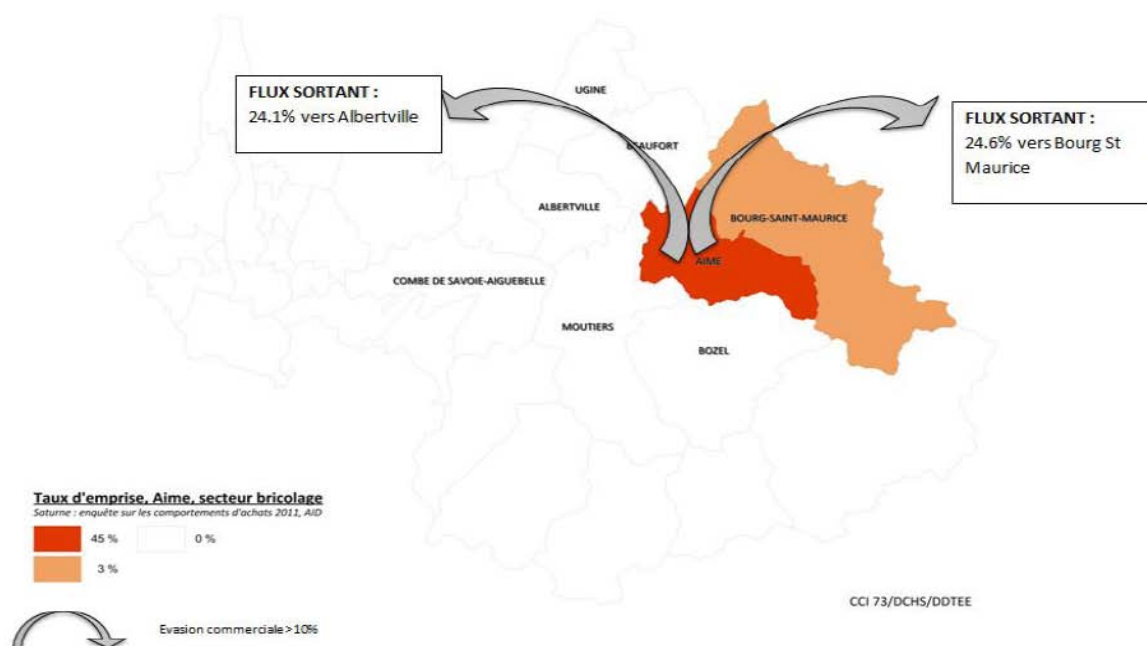 FLUX SORTANT :
24.1% vers Albertville
FLUX SORTANT :
24.6% vers Bourg St
Maurice
UGINE
BEAUFORT
ALBERTVILLE
BOURG-SAINT-MAURICE
AIME
COMBE DE SAVOIE-AIGUEBELLE
MOUTIERS
BOZEL
Taux d'emprise, Aime, secteur bricolage
Saturne : enquête sur les comportements d'achats 2011, AID
45 %
0 %
3 %
CCI 73/DCHS/DDTEE
Evasion commerciale>10%